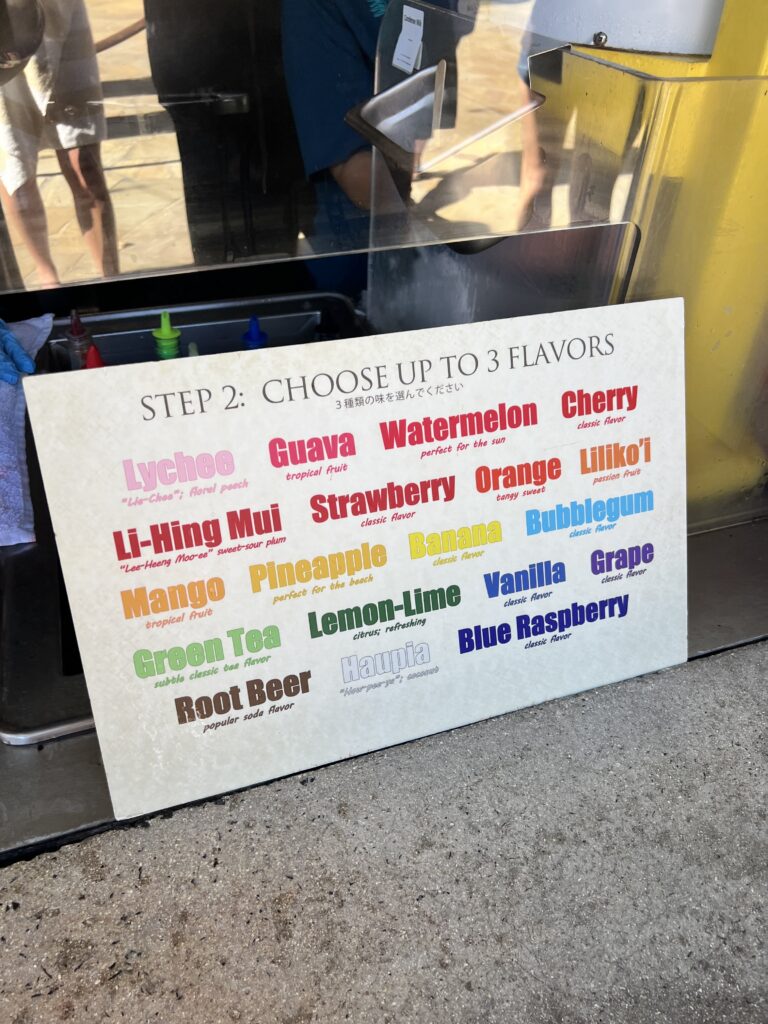 STEP 2: CHOOSE UP TO 3 FLAVORS
3種類の味を選んでください
Lychee
"Lie-Chee"; floral peach
Guava
tropical fruit
Watermelon
perfect for the sun
Cherry
classic flavor
Li-Hing Mui
"Lee-Heeng Moo-ee" sweet-sour plum
Strawberry
classic flavor
Orange
tangy sweet
Liliko'i
passion fruit
Mango
tropical fruit
Pineapple
perfect for the beach
Banana
classic flavor
Bubblegum
classic flavor
Green Tea
subtle classic tea flavor
Lemon-Lime
citrus; refreshing
Vanilla
classic flavor
Grape
classic flavor
Root Beer
popular soda flavor
Haupia
"How-pee-ya"; coconut
Blue Raspberry
classic flavor